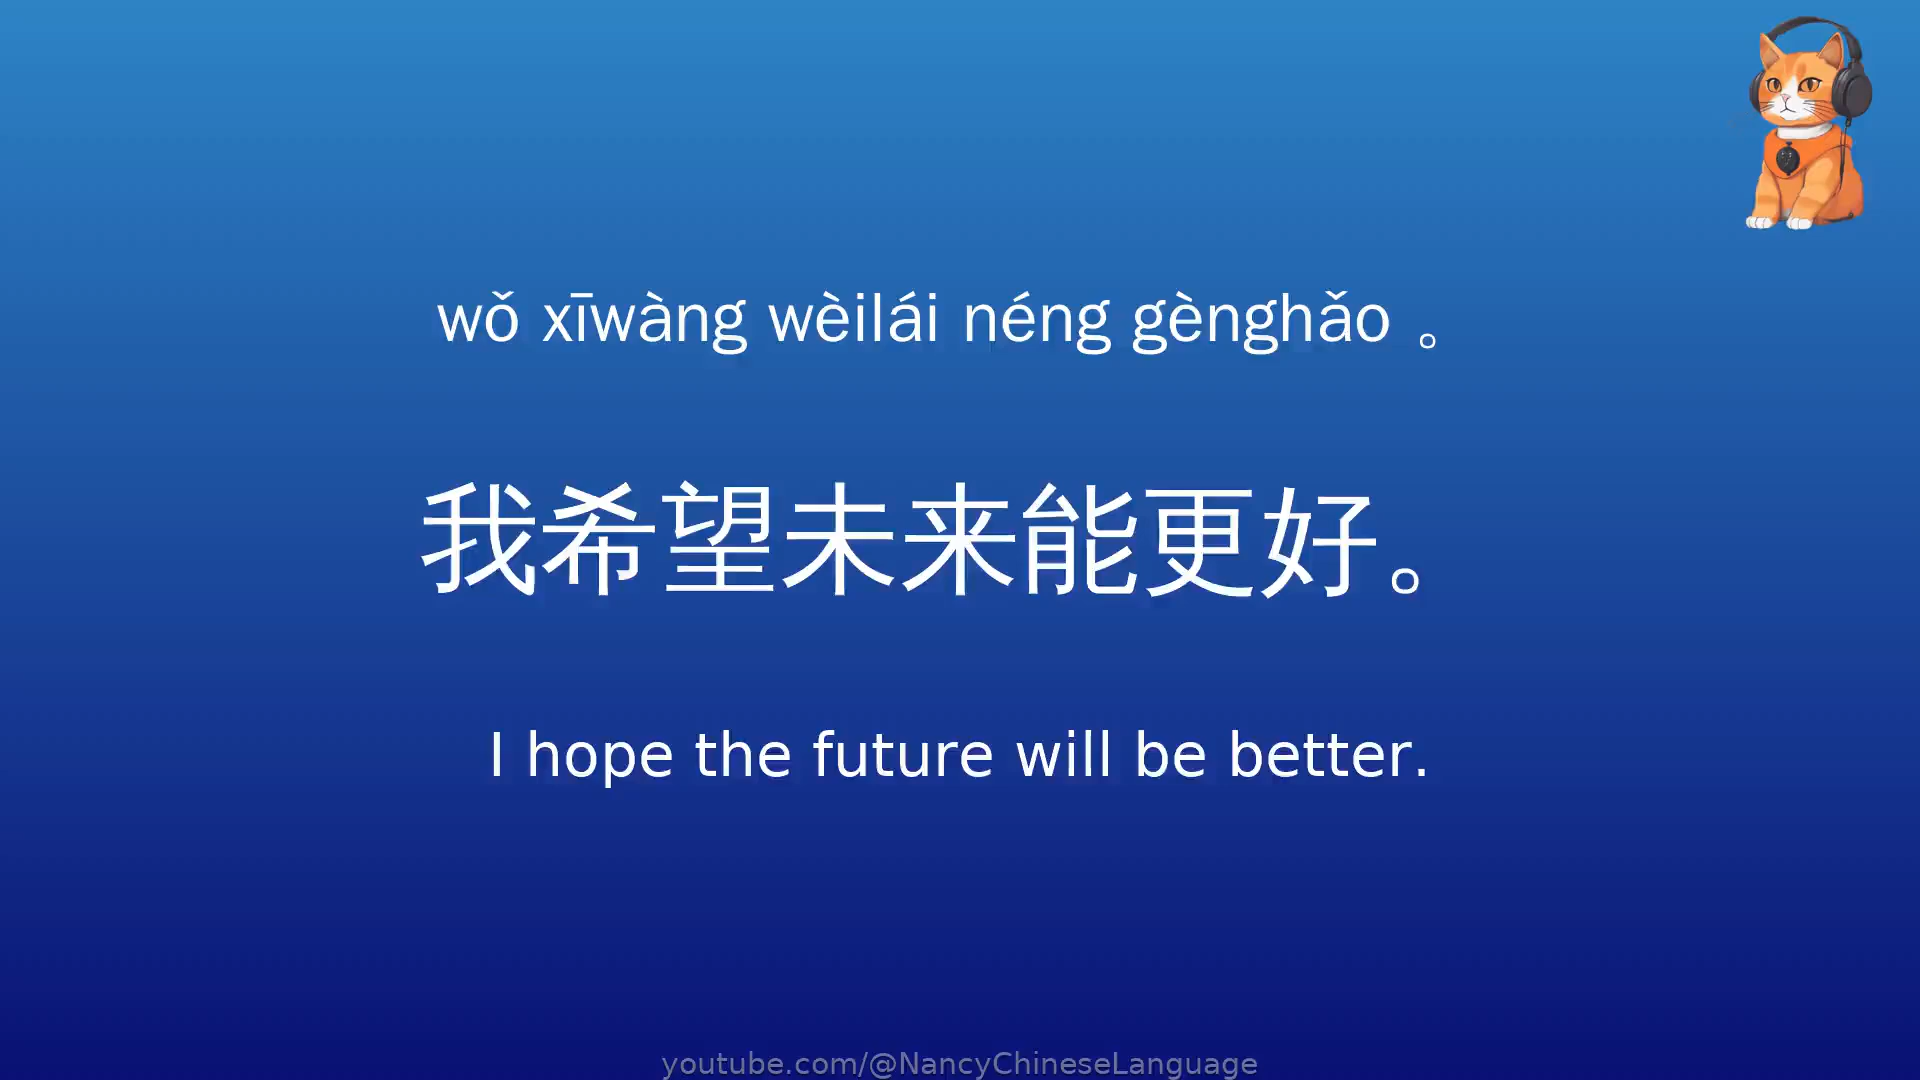 wǒ xīwàng wèilái néng gènghǎo 。
我希望未来能更好。
I hope the future will be better.
youtube.com/@NancyChineseLanguage